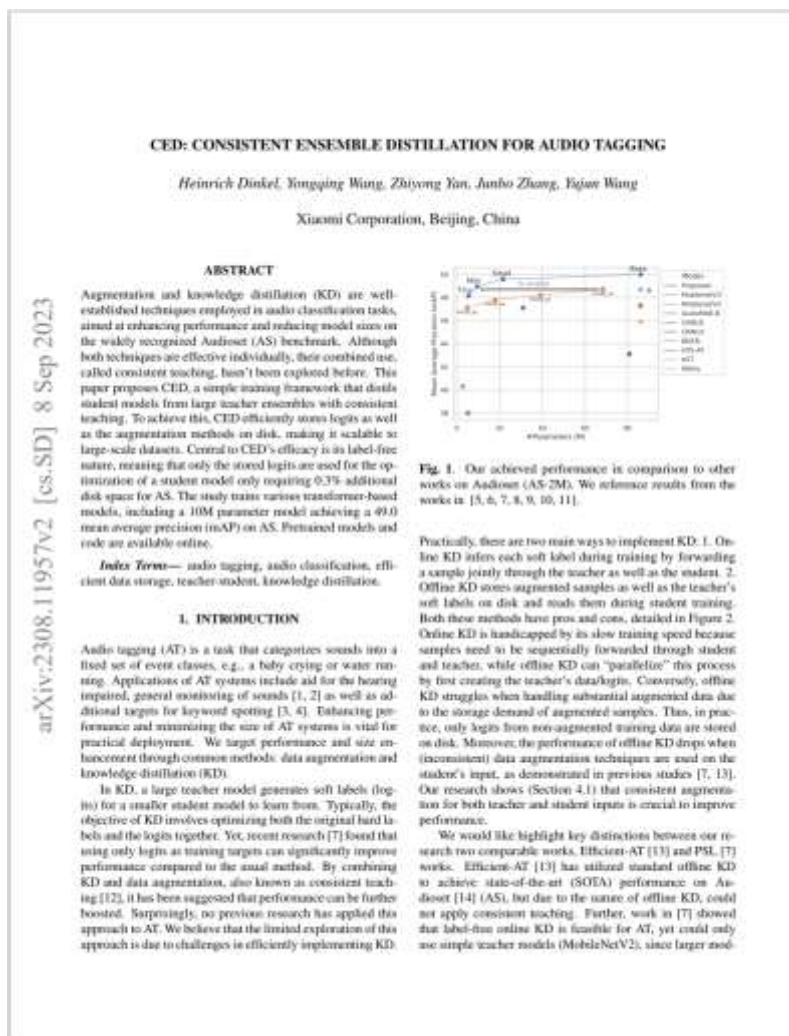 CED: CONSISTENT ENSEMBLE DISTILLATION FOR AUDIO TAGGING
Heinrich Dinkel, Yongqing Wang, Zhiyong Yan, Junbo Zhang, Yujun Wang
Xiaomi Corporation, Beijing, China
arXiv:2308.11957v2 [cs.SD] 8 Sep 2023
ABSTRACT
Augmentation and knowledge distillation (KD) are well-
established techniques employed in audio classification tasks,
aimed at enhancing performance and reducing model sizes on
the widely recognized Audioset (AS) benchmark. Although
both techniques are effective individually, their combined use,
called consistent teaching, hasn't been explored before. This
paper proposes CED, a simple training framework that distils
student models from large teacher ensembles with consistent
teaching. To achieve this, CED efficiently stores logits as well
as the augmentation methods on disk, making it scalable to
large-scale datasets. Central to CED's efficacy is its label-free
nature, meaning that only the stored logits are used for the op-
timization of a student model only requiring 0.3% additional
disk space for AS. The study trains various transformer-based
models, including a 10M parameter model achieving a 49.0
mean average precision (mAP) on AS. Pretrained models and
code are available online.
Index Terms— audio tagging, audio classification, effi-
cient data storage, teacher-student, knowledge distillation.
1. INTRODUCTION
Audio tagging (AT) is a task that categorizes sounds into a
fixed set of event classes, e.g., a baby crying or water run-
ning. Applications of AT systems include aid for the hearing
impaired, general monitoring of sounds [1, 2] as well as ad-
ditional targets for keyword spotting [3, 4]. Enhancing per-
formance and minimizing the size of AT systems is vital for
practical deployment. We target performance and size en-
hancement through common methods: data augmentation and
knowledge distillation (KD).
In KD, a large teacher model generates soft labels (log-
its) for a smaller student model to learn from. Typically, the
objective of KD involves optimizing both the original hard la-
bels and the logits together. Yet, recent research [7] found that
using only logits as training targets can significantly improve
performance compared to the usual method. By combining
KD and data augmentation, also known as consistent teach-
ing [12], it has been suggested that performance can be further
boosted. Surprisingly, no previous research has applied this
approach to AT. We believe that the limited exploration of this
approach is due to challenges in efficiently implementing KD.
Base
Models
#Parameters (M)
Fig. 1. Our achieved performance in comparison to other
works on Audioset (AS-2M). We reference results from the
works in [5, 6, 7, 8, 9, 10, 11].
Practically, there are two main ways to implement KD: 1. On-
line KD infers each soft label during training by forwarding
a sample jointly through the teacher as well as the student. 2.
Offline KD stores augmented samples as well as the teacher's
soft labels on disk and reads them during student training.
Both these methods have pros and cons, detailed in Figure 2.
Online KD is handicapped by its slow training speed because
samples need to be sequentially forwarded through student
and teacher, while offline KD can "parallelize" this process
by first creating the teacher's data/logits. Conversely, offline
KD struggles when handling substantial augmented data due
to the storage demand of augmented samples. Thus, in prac-
tice, only logits from non-augmented training data are stored
on disk. Moreover, the performance of offline KD drops when
(inconsistent) data augmentation techniques are used on the
student's input, as demonstrated in previous studies [7, 13].
Our research shows (Section 4.1) that consistent augmenta-
tion for both teacher and student inputs is crucial to improve
performance.
We would like highlight key distinctions between our re-
search two comparable works, Efficient-AT [13] and PSL [7]
works. Efficient-AT [13] has utilized standard offline KD
to achieve state-of-the-art (SOTA) performance on Au-
dioset [14] (AS), but due to the nature of offline KD, could
not apply consistent teaching. Further, work in [7] showed
that label-free online KD is feasible for AT, yet could only
use simple teacher models (MobileNetV2), since larger mod-